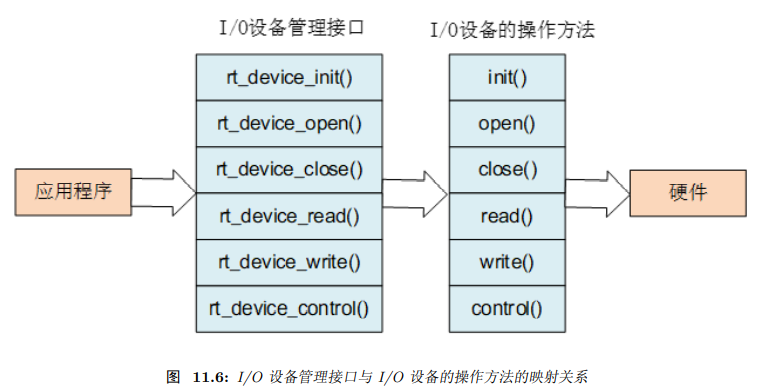 I/O设备管理接口
I/O设备的操作方法
rt_device_init()
rt_device_open()
rt_device_close()
rt_device_read()
rt_device_write()
rt_device_control()
init()
open()
close()
read()
write()
control()
应用程序
硬件
图 11.6: I/O 设备管理接口与 I/O 设备的操作方法的映射关系